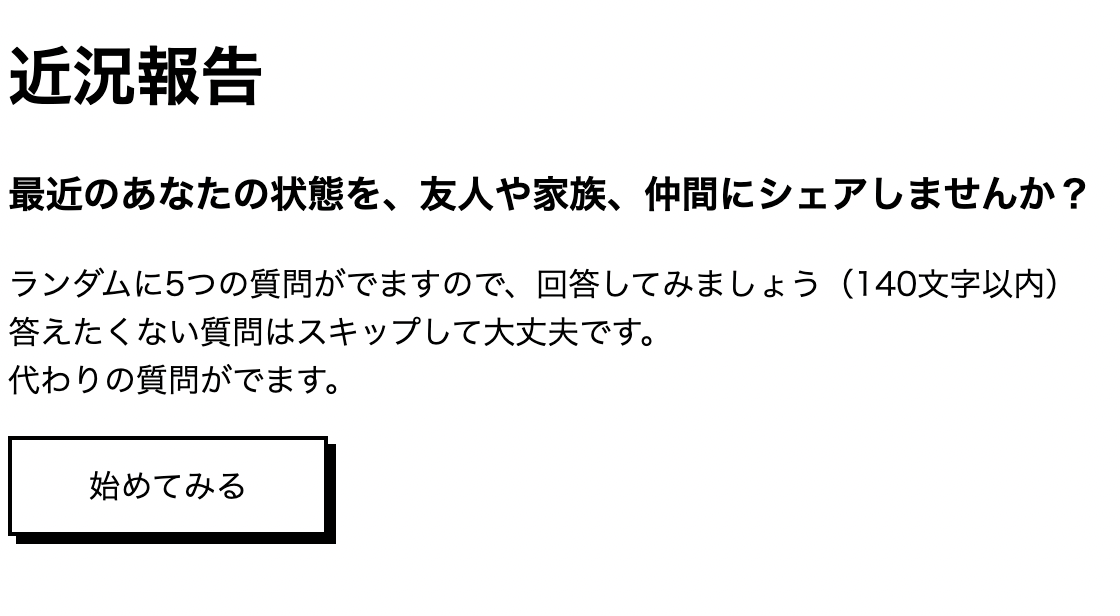 近況報告
最近のあなたの状態を、友人や家族、仲間にシェアしませんか？
ランダムに5つの質問がでますので、回答してみましょう（140文字以内）
答えたくない質問はスキップして大丈夫です。
代わりの質問がでます。
始めてみる